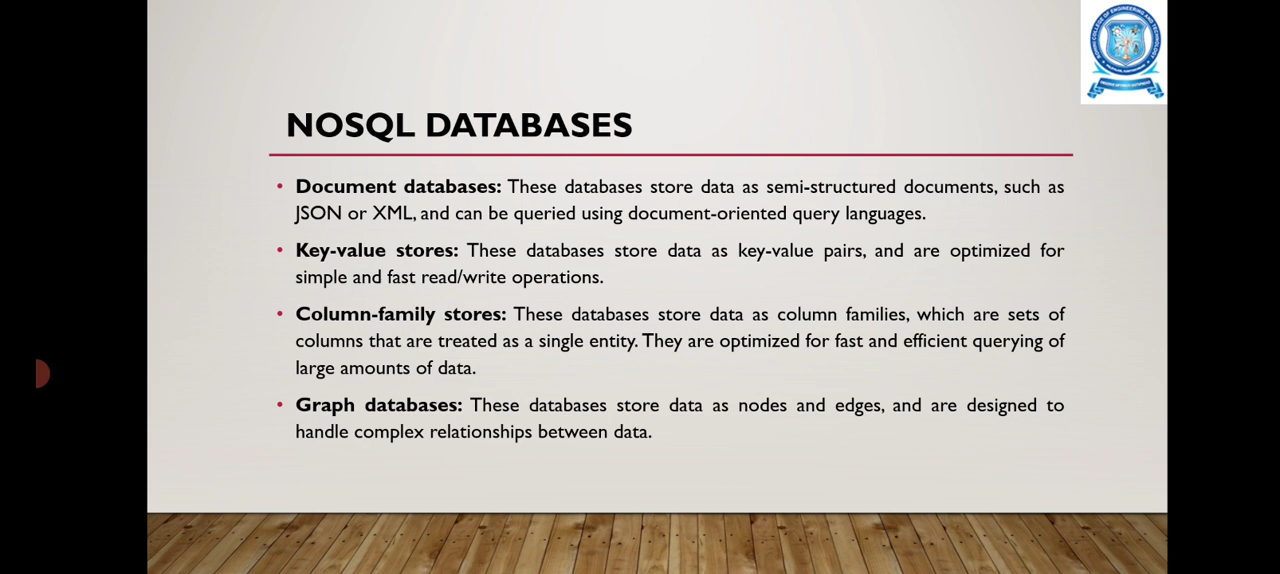 NOSQL DATABASES
• Document databases: These databases store data as semi-structured documents, such as
JSON or XML, and can be queried using document-oriented query languages.
• Key-value stores: These databases store data as key-value pairs, and are optimized for
simple and fast read/write operations.
• Column-family stores: These databases store data as column families, which are sets of
columns that are treated as a single entity. They are optimized for fast and efficient querying of
large amounts of data.
• Graph databases: These databases store data as nodes and edges, and are designed to
handle complex relationships between data.
COLLEGE OF ENGINEERING AND TECHNOLOGY